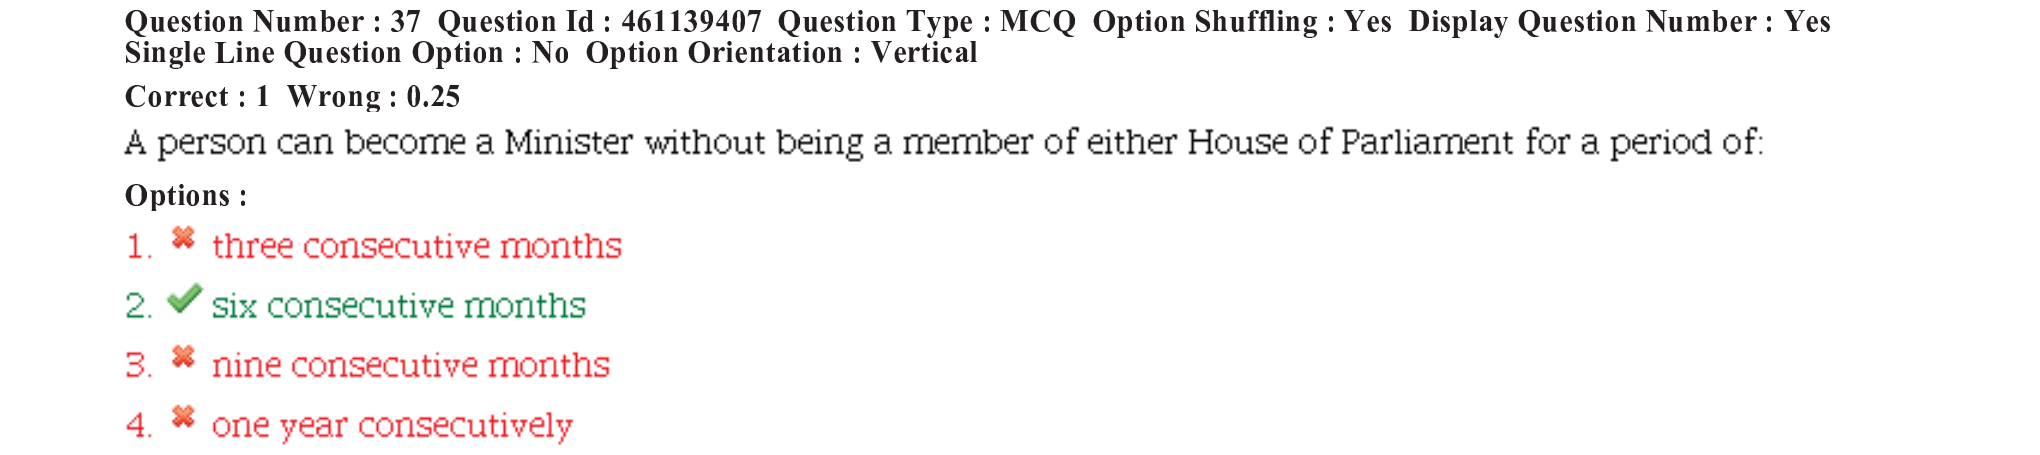 Question Number : 37 Question Id : 461139407 Question Type : MCQ Option Shuffling : Yes Display Question Number : Yes
Single Line Question Option : No Option Orientation : Vertical
Correct : 1 Wrong : 0.25
A person can become a Minister without being a member of either House of Parliament for a period of:
Options :
1. three consecutive months
2. six consecutive months
3. nine consecutive months
4. one year consecutively